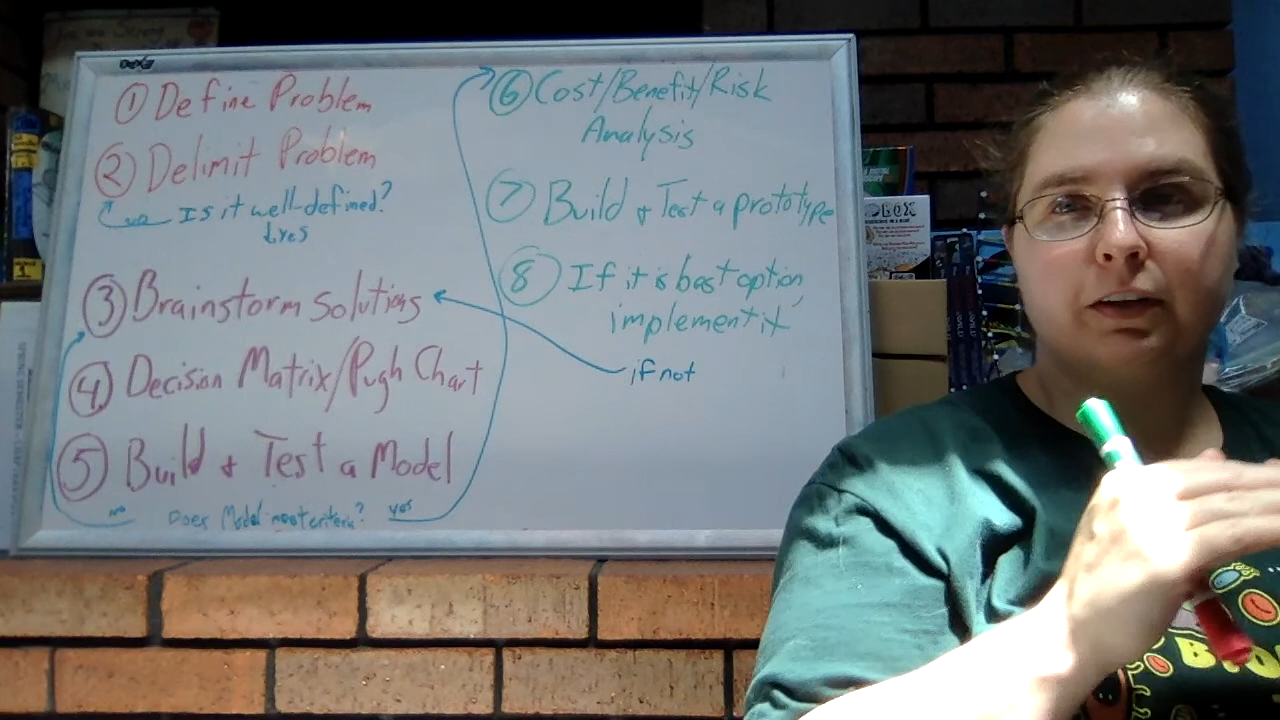 ① Define Problem
② Delimit Problem
no Is it well-defined?
↓yes
③ Brainstorm Solutions
④ Decision Matrix/Pugh Chart
⑤ Build & Test a Model
no Does Model meet criteria? yes
⑥ Cost/Benefit/Risk
Analysis
⑦ Build & Test a prototype
⑧ If it is best option,
implement it
if not